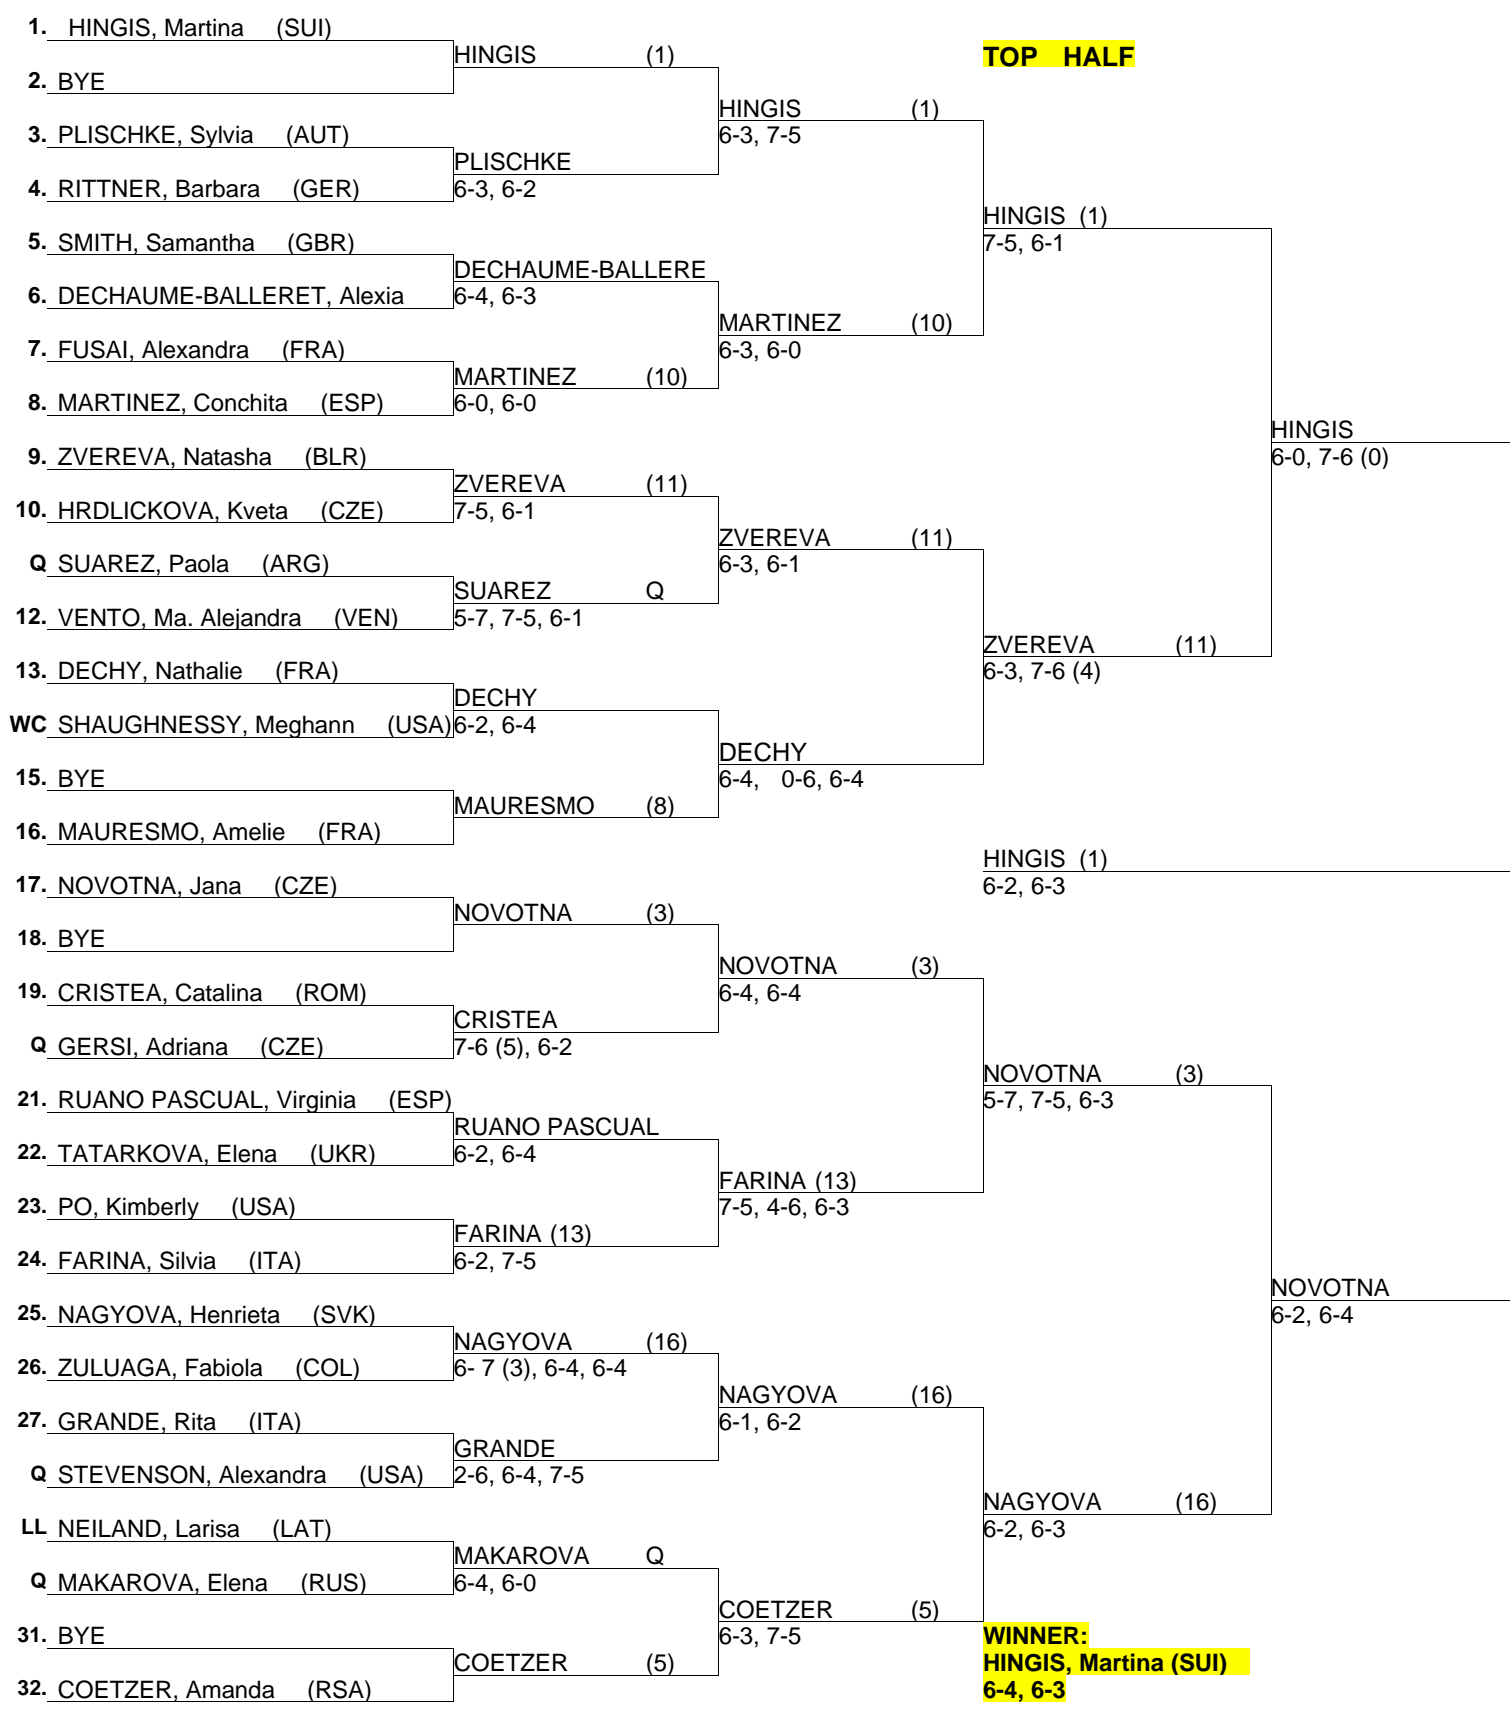 1. HINGIS, Martina (SUI)
HINGIS (1)
TOP HALF
2. BYE
HINGIS (1)
3. PLISCHKE, Sylvia (AUT)
6-3, 7-5
PLISCHKE
4. RITTNER, Barbara (GER)
6-3, 6-2
HINGIS (1)
5. SMITH, Samantha (GBR)
7-5, 6-1
DECHAUME-BALLERE
6. DECHAUME-BALLERET, Alexia
6-4, 6-3
MARTINEZ (10)
7. FUSAI, Alexandra (FRA)
6-3, 6-0
MARTINEZ (10)
8. MARTINEZ, Conchita (ESP)
6-0, 6-0
HINGIS
9. ZVEREVA, Natasha (BLR)
6-0, 7-6 (0)
ZVEREVA (11)
10. HRDLICKOVA, Kveta (CZE)
7-5, 6-1
ZVEREVA (11)
Q SUAREZ, Paola (ARG)
6-3, 6-1
SUAREZ Q
12. VENTO, Ma. Alejandra (VEN)
5-7, 7-5, 6-1
ZVEREVA (11)
13. DECHY, Nathalie (FRA)
6-3, 7-6 (4)
DECHY
WC SHAUGHNESSY, Meghann (USA)
6-2, 6-4
DECHY
15. BYE
6-4, 0-6, 6-4
MAURESMO (8)
16. MAURESMO, Amelie (FRA)
HINGIS (1)
17. NOVOTNA, Jana (CZE)
6-2, 6-3
NOVOTNA (3)
18. BYE
NOVOTNA (3)
19. CRISTEA, Catalina (ROM)
6-4, 6-4
CRISTEA
Q GERSI, Adriana (CZE)
7-6 (5), 6-2
NOVOTNA (3)
21. RUANO PASCUAL, Virginia (ESP)
5-7, 7-5, 6-3
RUANO PASCUAL
22. TATARKOVA, Elena (UKR)
6-2, 6-4
FARINA (13)
23. PO, Kimberly (USA)
7-5, 4-6, 6-3
FARINA (13)
24. FARINA, Silvia (ITA)
6-2, 7-5
NOVOTNA
25. NAGYOVA, Henrieta (SVK)
6-2, 6-4
NAGYOVA (16)
26. ZULUAGA, Fabiola (COL)
6- 7 (3), 6-4, 6-4
NAGYOVA (16)
27. GRANDE, Rita (ITA)
6-1, 6-2
GRANDE
Q STEVENSON, Alexandra (USA)
2-6, 6-4, 7-5
NAGYOVA (16)
LL NEILAND, Larisa (LAT)
6-2, 6-3
MAKAROVA Q
Q MAKAROVA, Elena (RUS)
6-4, 6-0
COETZER (5)
31. BYE
6-3, 7-5
WINNER:
COETZER (5)
HINGIS, Martina (SUI)
32. COETZER, Amanda (RSA)
6-4, 6-3